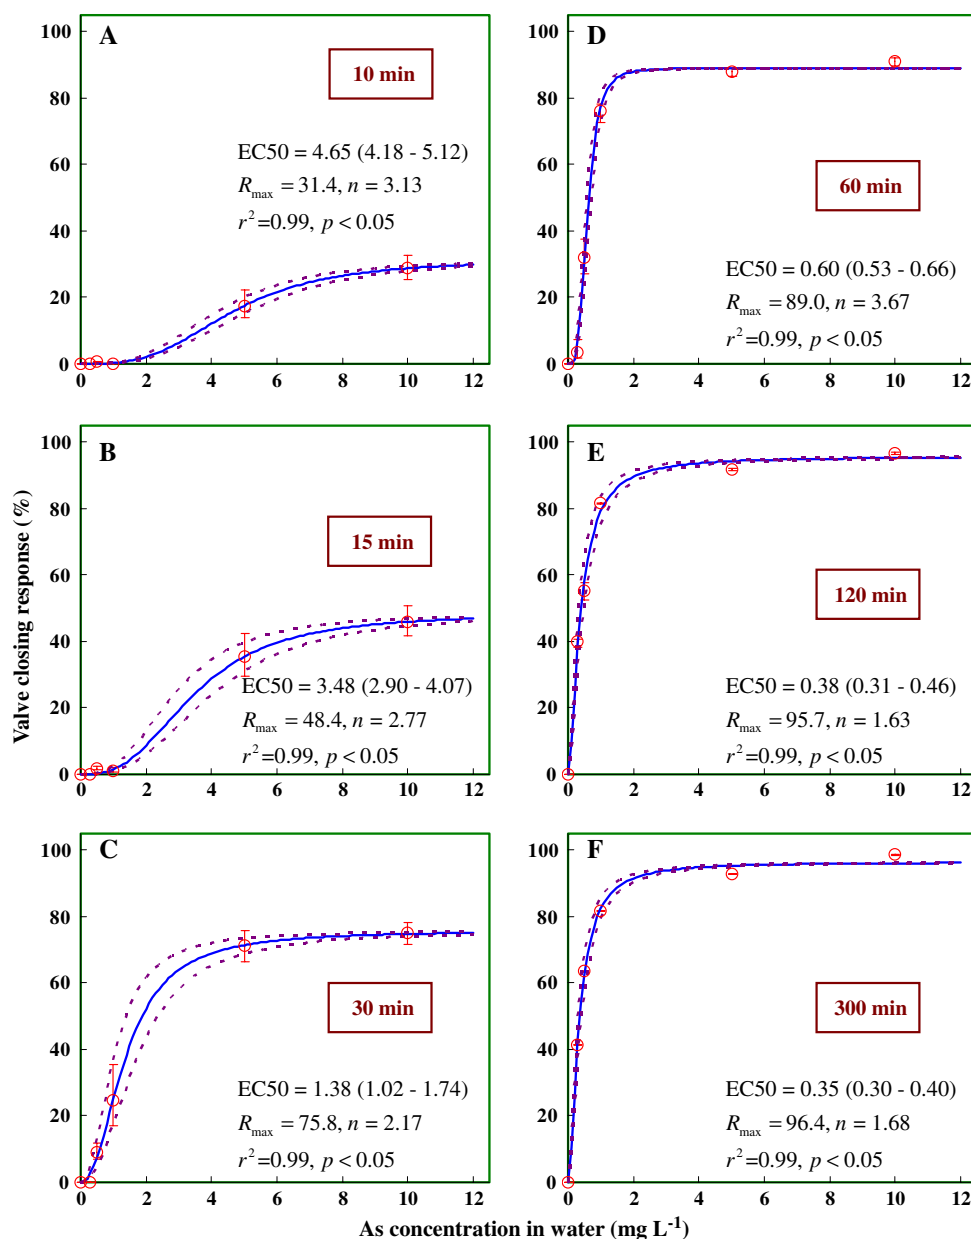 A
10 min
EC50 = 4.65 (4.18 - 5.12)
Rmax = 31.4, n = 3.13
r²=0.99, p < 0.05
100
80
60
40
20
0
0 2 4 6 8 10 12
D
60 min
EC50 = 0.60 (0.53 - 0.66)
Rmax = 89.0, n = 3.67
r²=0.99, p < 0.05
100
80
60
40
20
0
0 2 4 6 8 10 12
Valve closing response (%)
B
15 min
EC50 = 3.48 (2.90 - 4.07)
Rmax = 48.4, n = 2.77
r²=0.99, p < 0.05
100
80
60
40
20
0
0 2 4 6 8 10 12
E
120 min
EC50 = 0.38 (0.31 - 0.46)
Rmax = 95.7, n = 1.63
r²=0.99, p < 0.05
100
80
60
40
20
0
0 2 4 6 8 10 12
C
30 min
EC50 = 1.38 (1.02 - 1.74)
Rmax = 75.8, n = 2.17
r²=0.99, p < 0.05
100
80
60
40
20
0
0 2 4 6 8 10 12
F
300 min
EC50 = 0.35 (0.30 - 0.40)
Rmax = 96.4, n = 1.68
r²=0.99, p < 0.05
100
80
60
40
20
0
0 2 4 6 8 10 12
As concentration in water (mg L⁻¹)